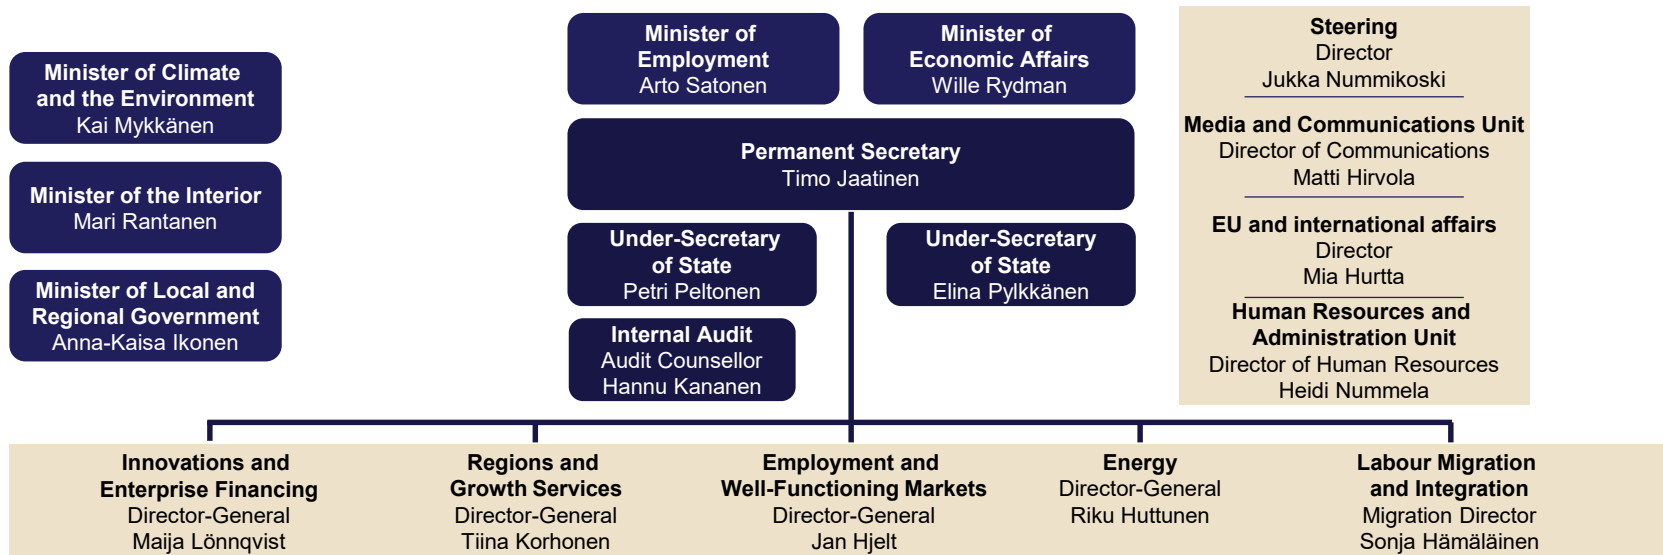 Minister of Climate
and the Environment
Kai Mykkänen
Minister of the Interior
Mari Rantanen
Minister of Local and
Regional Government
Anna-Kaisa Ikonen
Minister of
Employment
Arto Satonen
Minister of
Economic Affairs
Wille Rydman
Permanent Secretary
Timo Jaatinen
Under-Secretary
of State
Petri Peltonen
Under-Secretary
of State
Elina Pylkkänen
Internal Audit
Audit Counsellor
Hannu Kananen
Steering
Director
Jukka Nummikoski
Media and Communications Unit
Director of Communications
Matti Hirvola
EU and international affairs
Director
Mia Hurtta
Human Resources and
Administration Unit
Director of Human Resources
Heidi Nummela
Innovations and
Enterprise Financing
Director-General
Maija Lönnqvist
Regions and
Growth Services
Director-General
Tiina Korhonen
Employment and
Well-Functioning Markets
Director-General
Jan Hjelt
Energy
Director-General
Riku Huttunen
Labour Migration
and Integration
Migration Director
Sonja Hämäläinen